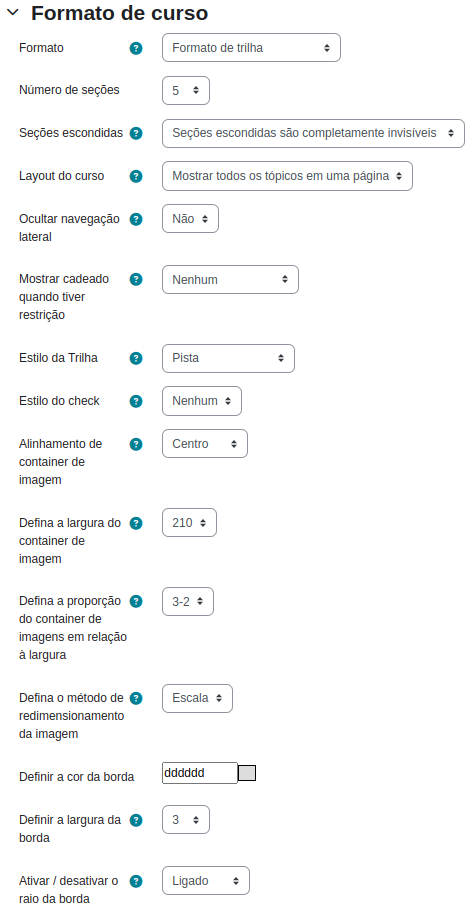 Formato de curso
Formato ? Formato de trilha
Número de seções 5
Seções escondidas ? Seções escondidas são completamente invisíveis
Layout do curso ? Mostrar todos os tópicos em uma página
Ocultar navegação ? Não
lateral
Mostrar cadeado ? Nenhum
quando tiver
restrição
Estilo da Trilha ? Pista
Estilo do check ? Nenhum
Alinhamento de ? Centro
container de
imagem
Defina a largura do ? 210
container de
imagem
Defina a proporção ? 3-2
do container de
imagens em relação
à largura
Defina o método de ? Escala
redimensionamento
da imagem
Definir a cor da borda dddddd
Definir a largura da ? 3
borda
Ativar / desativar o ? Ligado
raio da borda